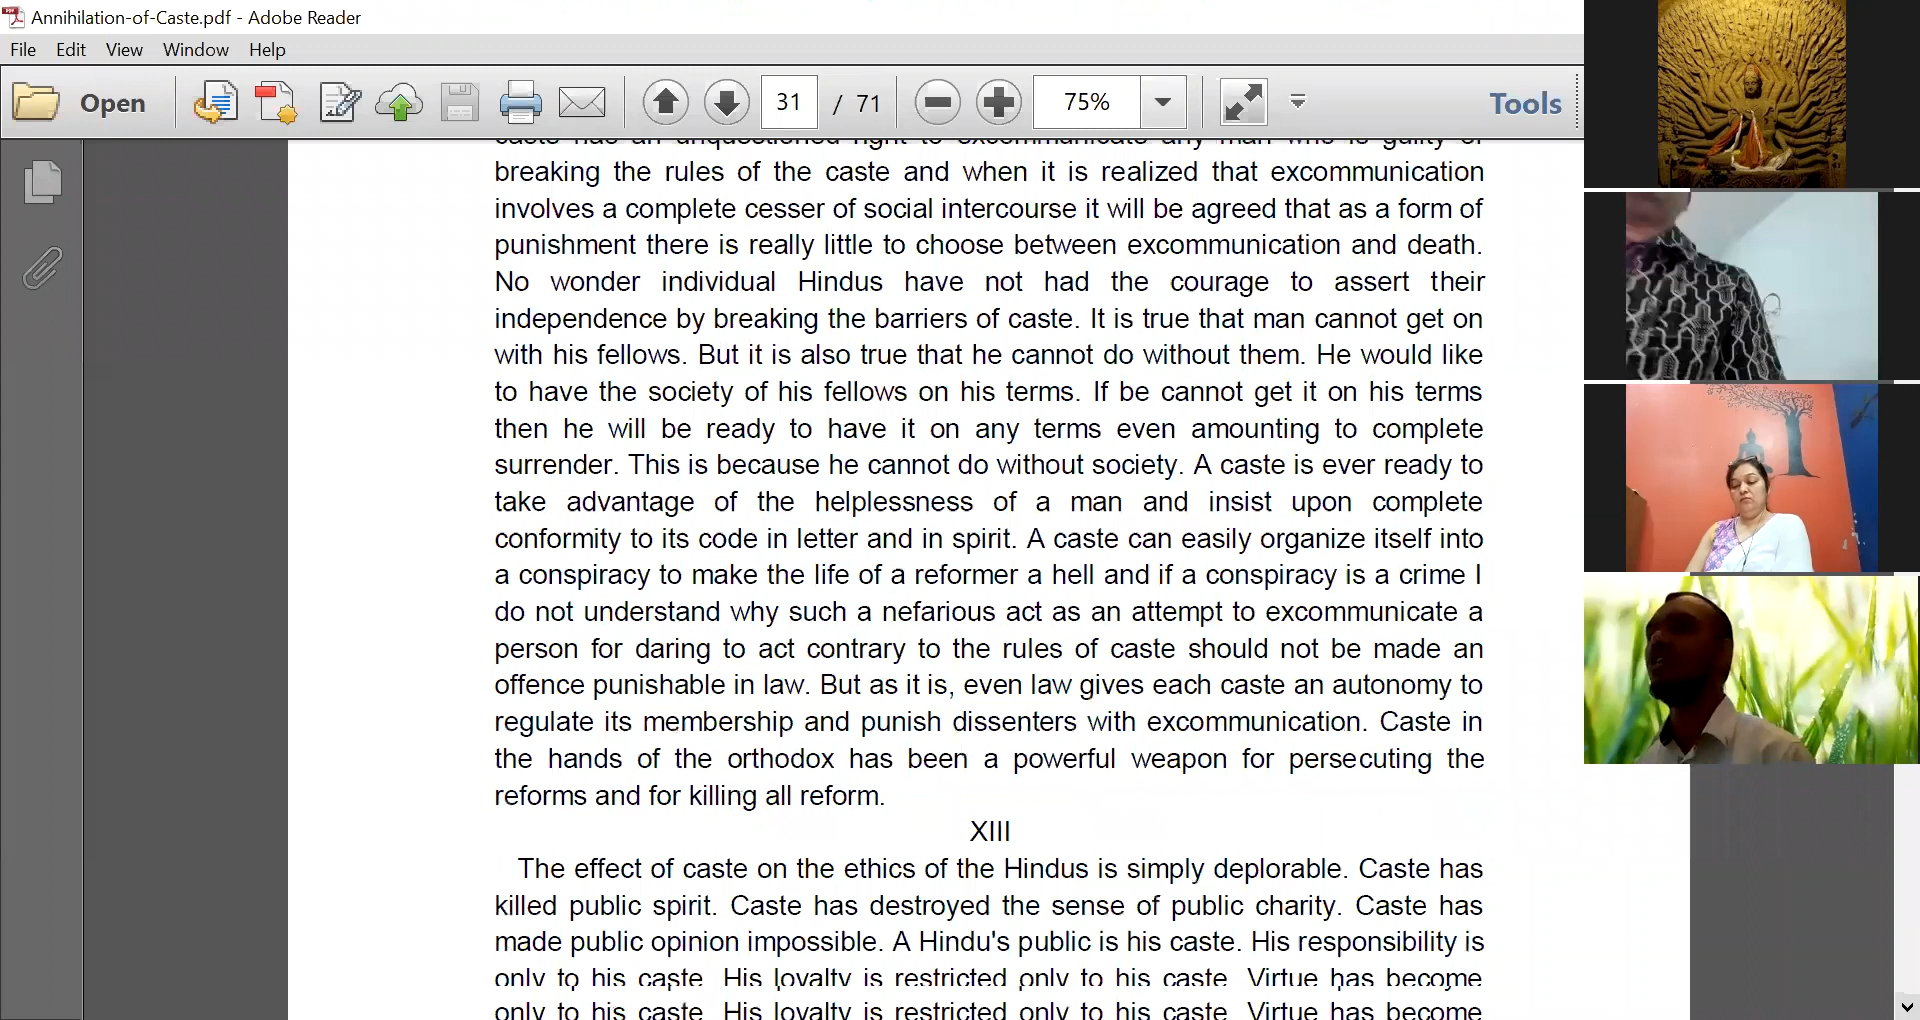 Annihilation-of-Caste.pdf - Adobe Reader
File Edit View Window Help
Open 31 / 71 75% Tools
caste has an unquestioned right to excommunicate any man who is guilty of
breaking the rules of the caste and when it is realized that excommunication
involves a complete cesser of social intercourse it will be agreed that as a form of
punishment there is really little to choose between excommunication and death.
No wonder individual Hindus have not had the courage to assert their
independence by breaking the barriers of caste. It is true that man cannot get on
with his fellows. But it is also true that he cannot do without them. He would like
to have the society of his fellows on his terms. If be cannot get it on his terms
then he will be ready to have it on any terms even amounting to complete
surrender. This is because he cannot do without society. A caste is ever ready to
take advantage of the helplessness of a man and insist upon complete
conformity to its code in letter and in spirit. A caste can easily organize itself into
a conspiracy to make the life of a reformer a hell and if a conspiracy is a crime I
do not understand why such a nefarious act as an attempt to excommunicate a
person for daring to act contrary to the rules of caste should not be made an
offence punishable in law. But as it is, even law gives each caste an autonomy to
regulate its membership and punish dissenters with excommunication. Caste in
the hands of the orthodox has been a powerful weapon for persecuting the
reforms and for killing all reform.
XIII
The effect of caste on the ethics of the Hindus is simply deplorable. Caste has
killed public spirit. Caste has destroyed the sense of public charity. Caste has
made public opinion impossible. A Hindu's public is his caste. His responsibility is
only to his caste. His loyalty is restricted only to his caste. Virtue has become
only to his caste. His loyalty is restricted only to his caste. Virtue has become